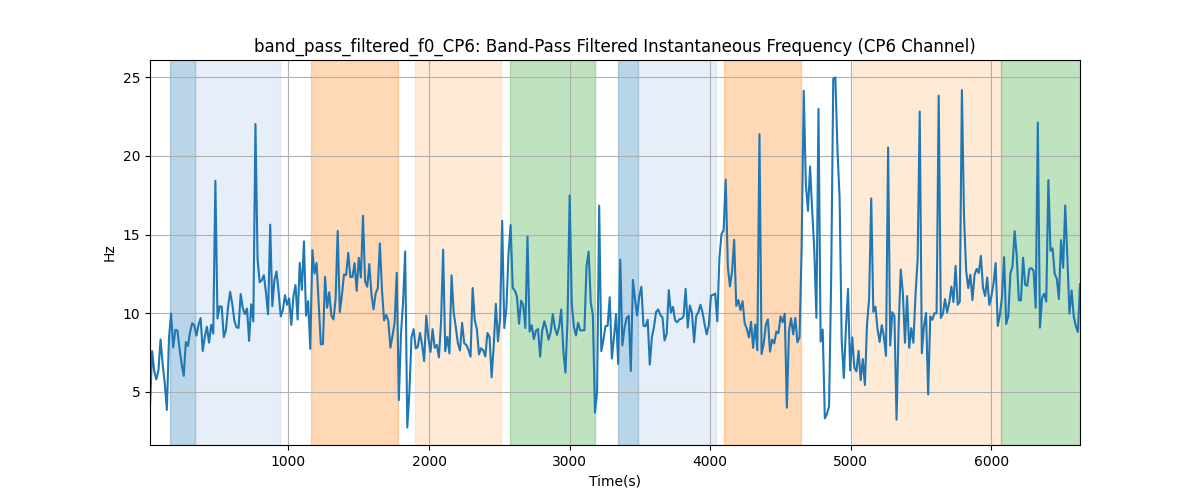 band_pass_filtered_f0_CP6: Band-Pass Filtered Instantaneous Frequency (CP6 Channel)
25
20
15
10
5
Hz
1000 2000 3000 4000 5000 6000
Time(s)